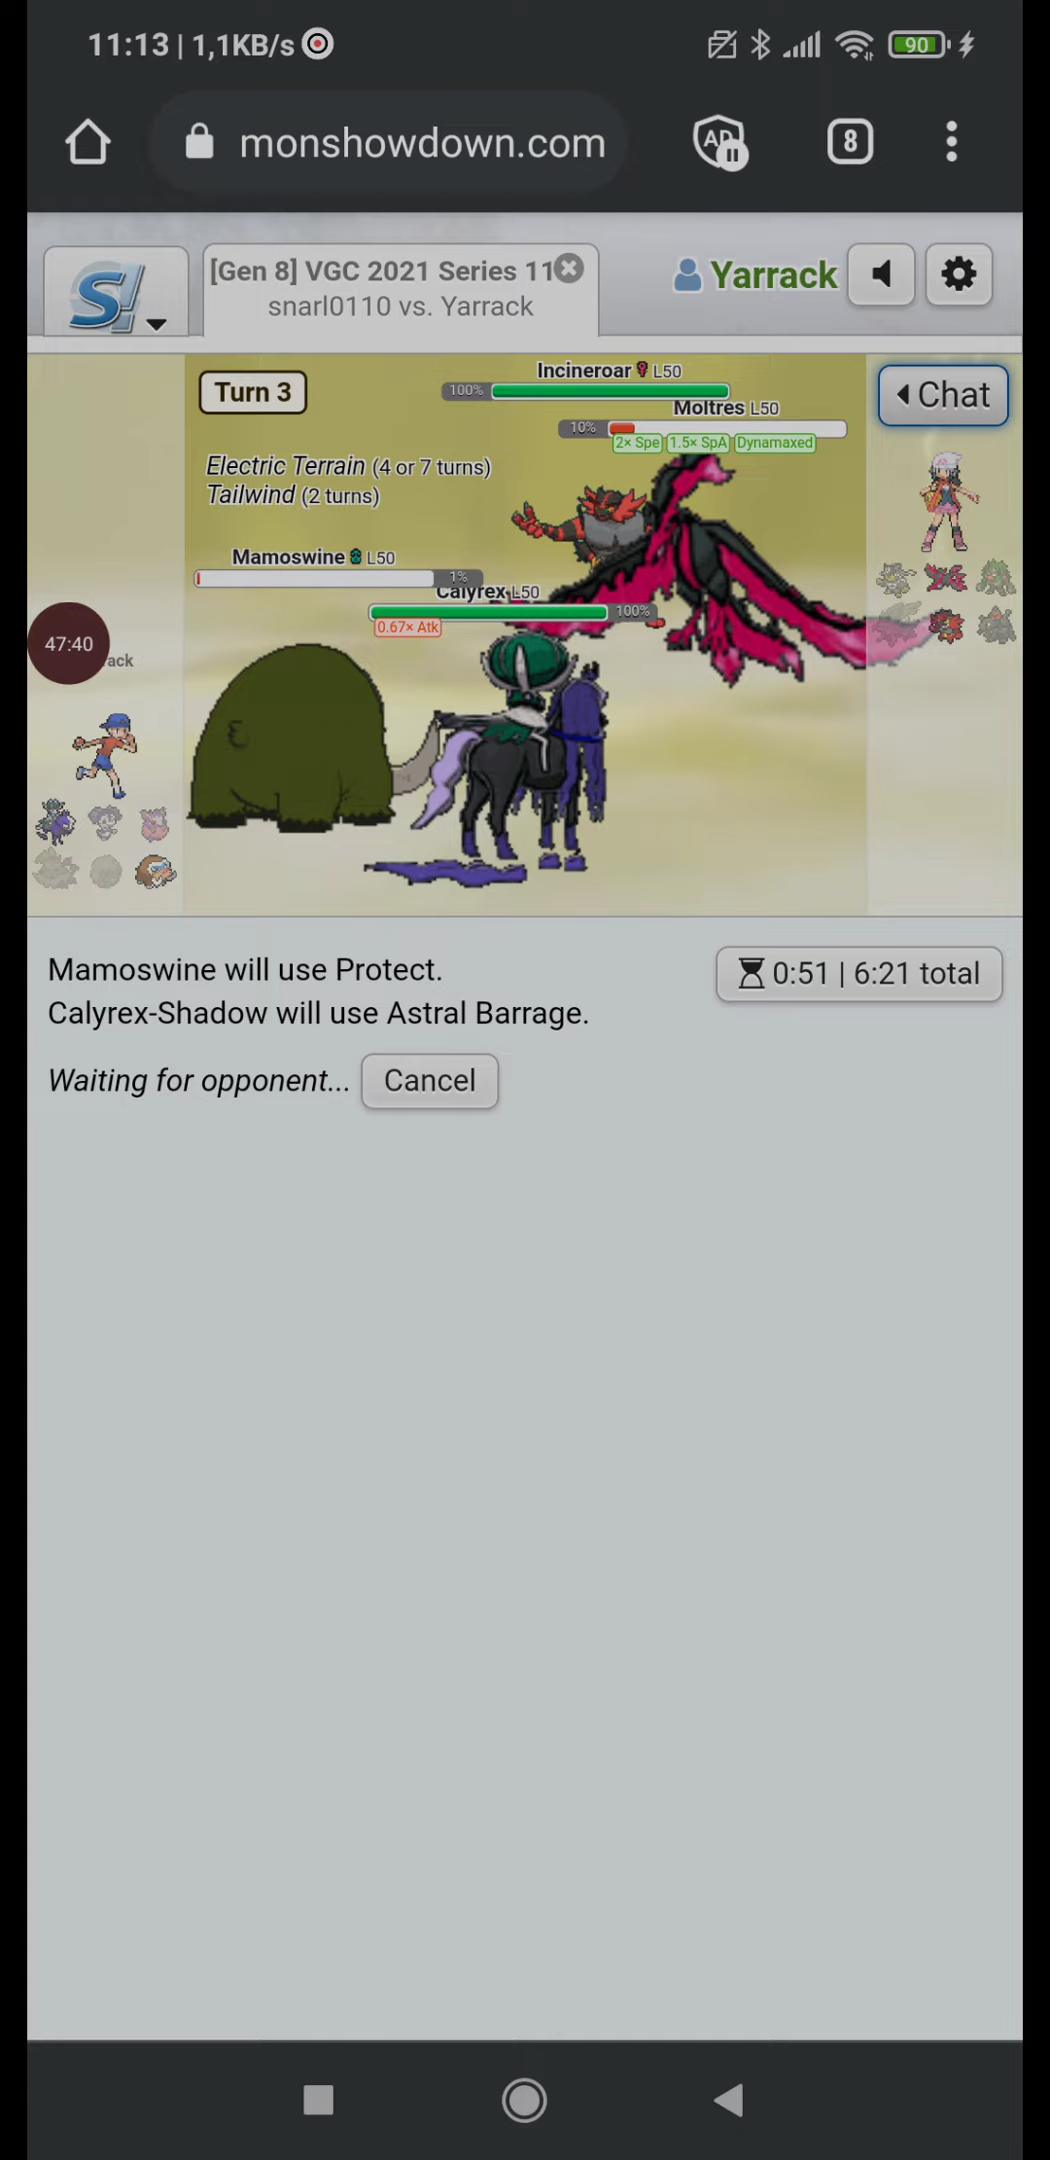 11:13 | 1,1KB/s
90
monshowdown.com
AD
8
S!
[Gen 8] VGC 2021 Series 11
snarl0110 vs. Yarrack
Yarrack
Turn 3
Incineroar L50
100%
Chat
Moltres L50
10%
2× Spe 1.5× SpA Dynamaxed
Electric Terrain (4 or 7 turns)
Tailwind (2 turns)
Mamoswine L50
1%
Calyrex L50
100%
0.67× Atk
47:40
ack
Mamoswine will use Protect.
0:51 | 6:21 total
Calyrex-Shadow will use Astral Barrage.
Waiting for opponent... Cancel